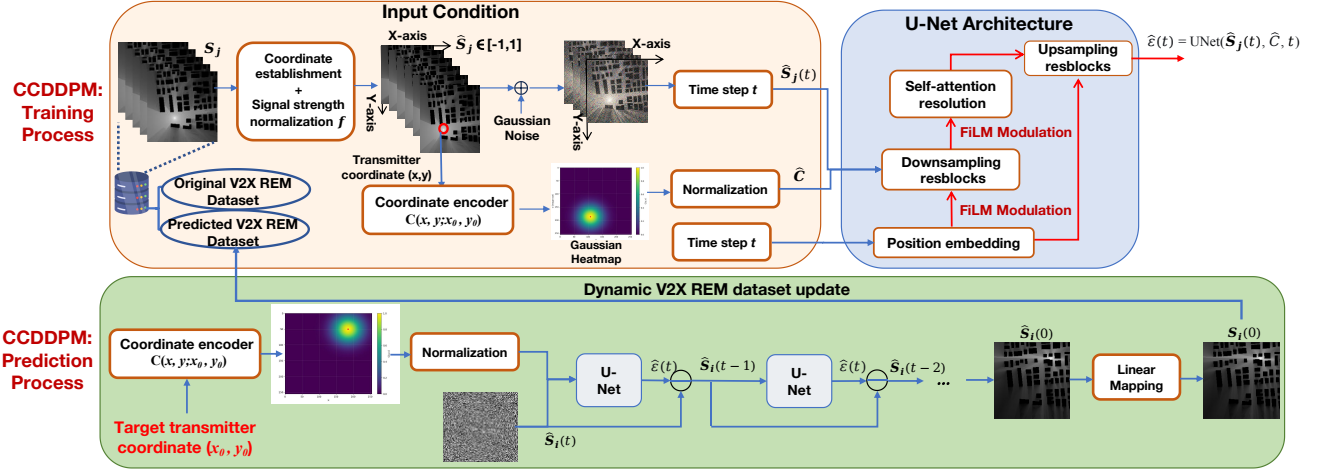 Input Condition
U-Net Architecture
CCDDPM:
Training
Process
S_j
Coordinate
establishment
+
Signal strength
normalization f
X-axis
Y-axis
Ŝ_j ∈[-1,1]
Gaussian
Noise
X-axis
Y-axis
Time step t
Ŝ_j(t)
Transmitter
coordinate (x,y)
Coordinate encoder
C(x, y;x₀, y₀)
Gaussian
Heatmap
Normalization
Ĉ
Time step t
Original V2X REM
Dataset
Predicted V2X REM
Dataset
Upsampling
resblocks
Self-attention
resolution
FiLM Modulation
Downsampling
resblocks
FiLM Modulation
Position embedding
ε̂(t) = UNet(Ŝ_j(t), Ĉ, t)
Dynamic V2X REM dataset update
CCDDPM:
Prediction
Process
Coordinate encoder
C(x, y;x₀, y₀)
Target transmitter
coordinate (x₀, y₀)
Normalization
Ŝ_i(t)
U-
Net
ε̂(t)
Ŝ_i(t−1)
U-
Net
ε̂(t)
Ŝ_i(t−2)
...
Ŝ_i(0)
Linear
Mapping
S_i(0)